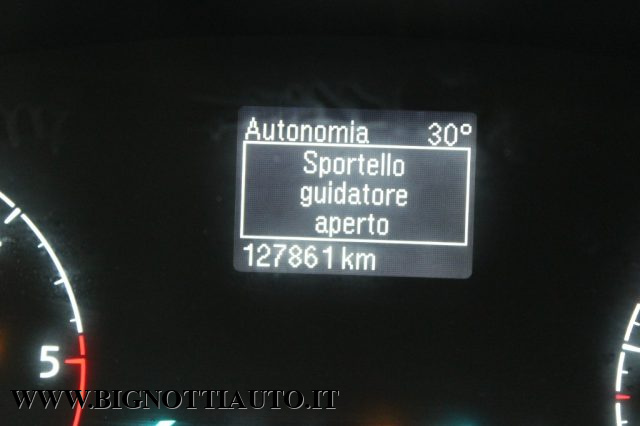 Autonomia 30°
Sportello
guidatore
aperto
127861 km
5
WWW.BIGNOTTIAUTO.IT